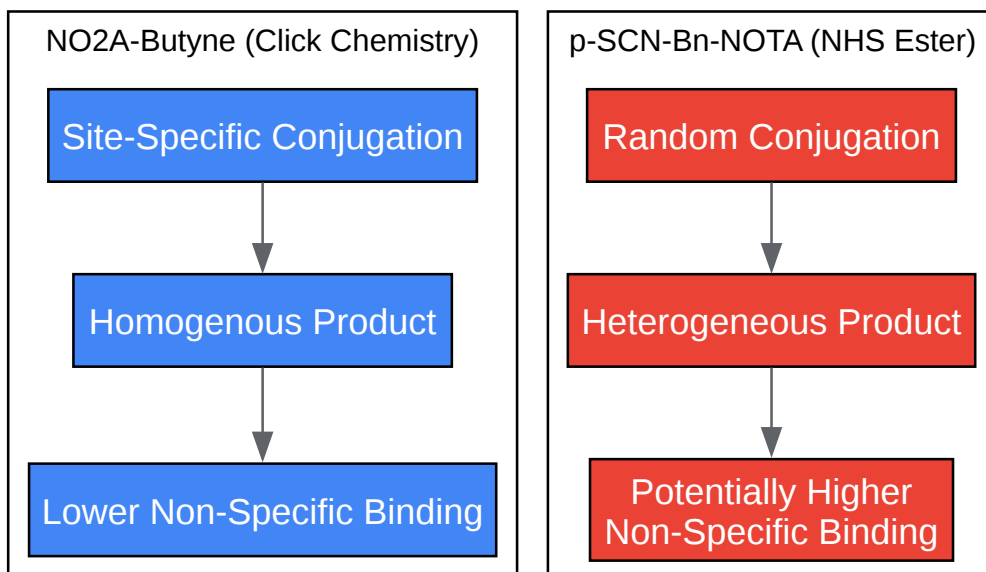 NO2A-Butyne (Click Chemistry)
Site-Specific Conjugation
Homogenous Product
Lower Non-Specific Binding
p-SCN-Bn-NOTA (NHS Ester)
Random Conjugation
Heterogeneous Product
Potentially Higher
Non-Specific Binding